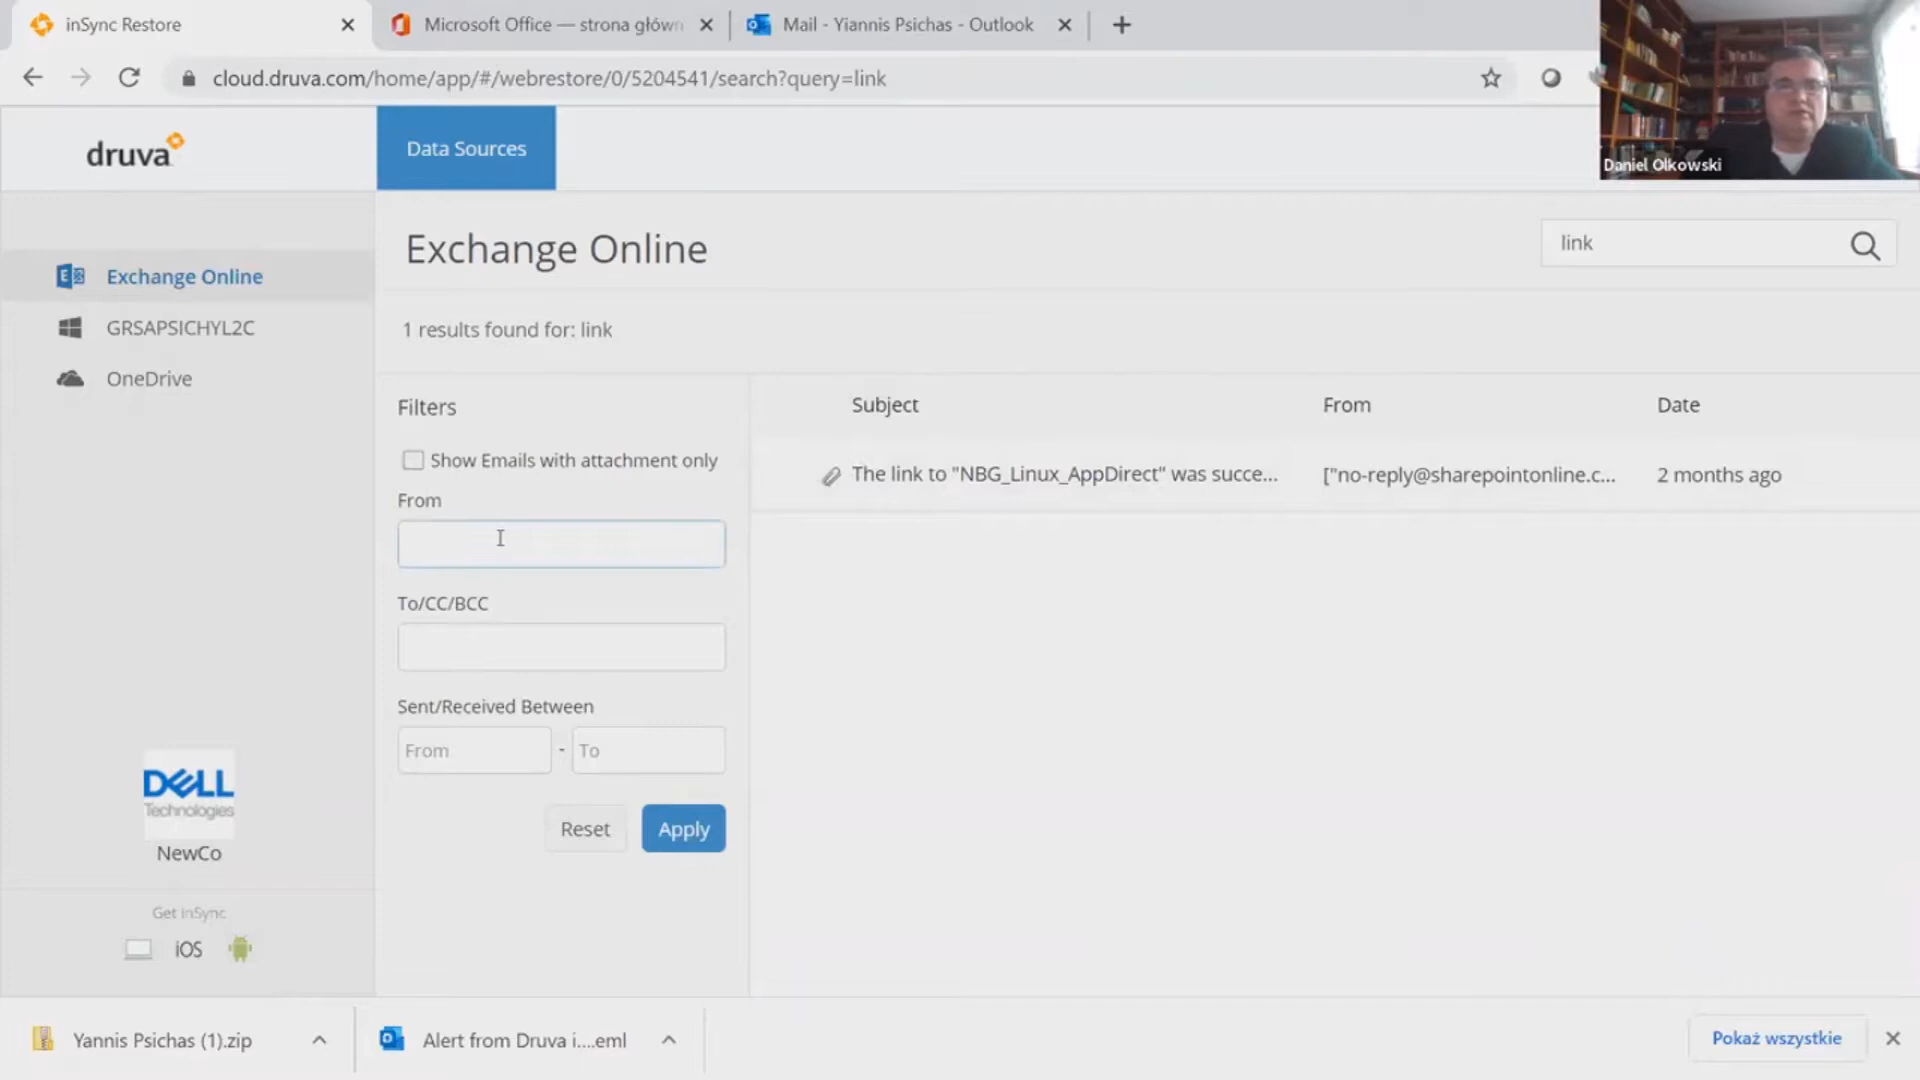 inSync Restore
Microsoft Office — strona główn
Mail - Yiannis Psichas - Outlook
cloud.druva.com/home/app/#/webrestore/0/5204541/search?query=link
Daniel Olkowski
druva
Data Sources
Exchange Online
GRSAPSICHYL2C
OneDrive
Exchange Online
link
1 results found for: link
Filters
Show Emails with attachment only
From
To/CC/BCC
Sent/Received Between
From - To
Reset Apply
Subject From Date
The link to "NBG_Linux_AppDirect" was succe... ["no-reply@sharepointonline.c... 2 months ago
DELL
Technologies
NewCo
Get inSync
iOS
Yannis Psichas (1).zip
Alert from Druva i....eml
Pokaż wszystkie